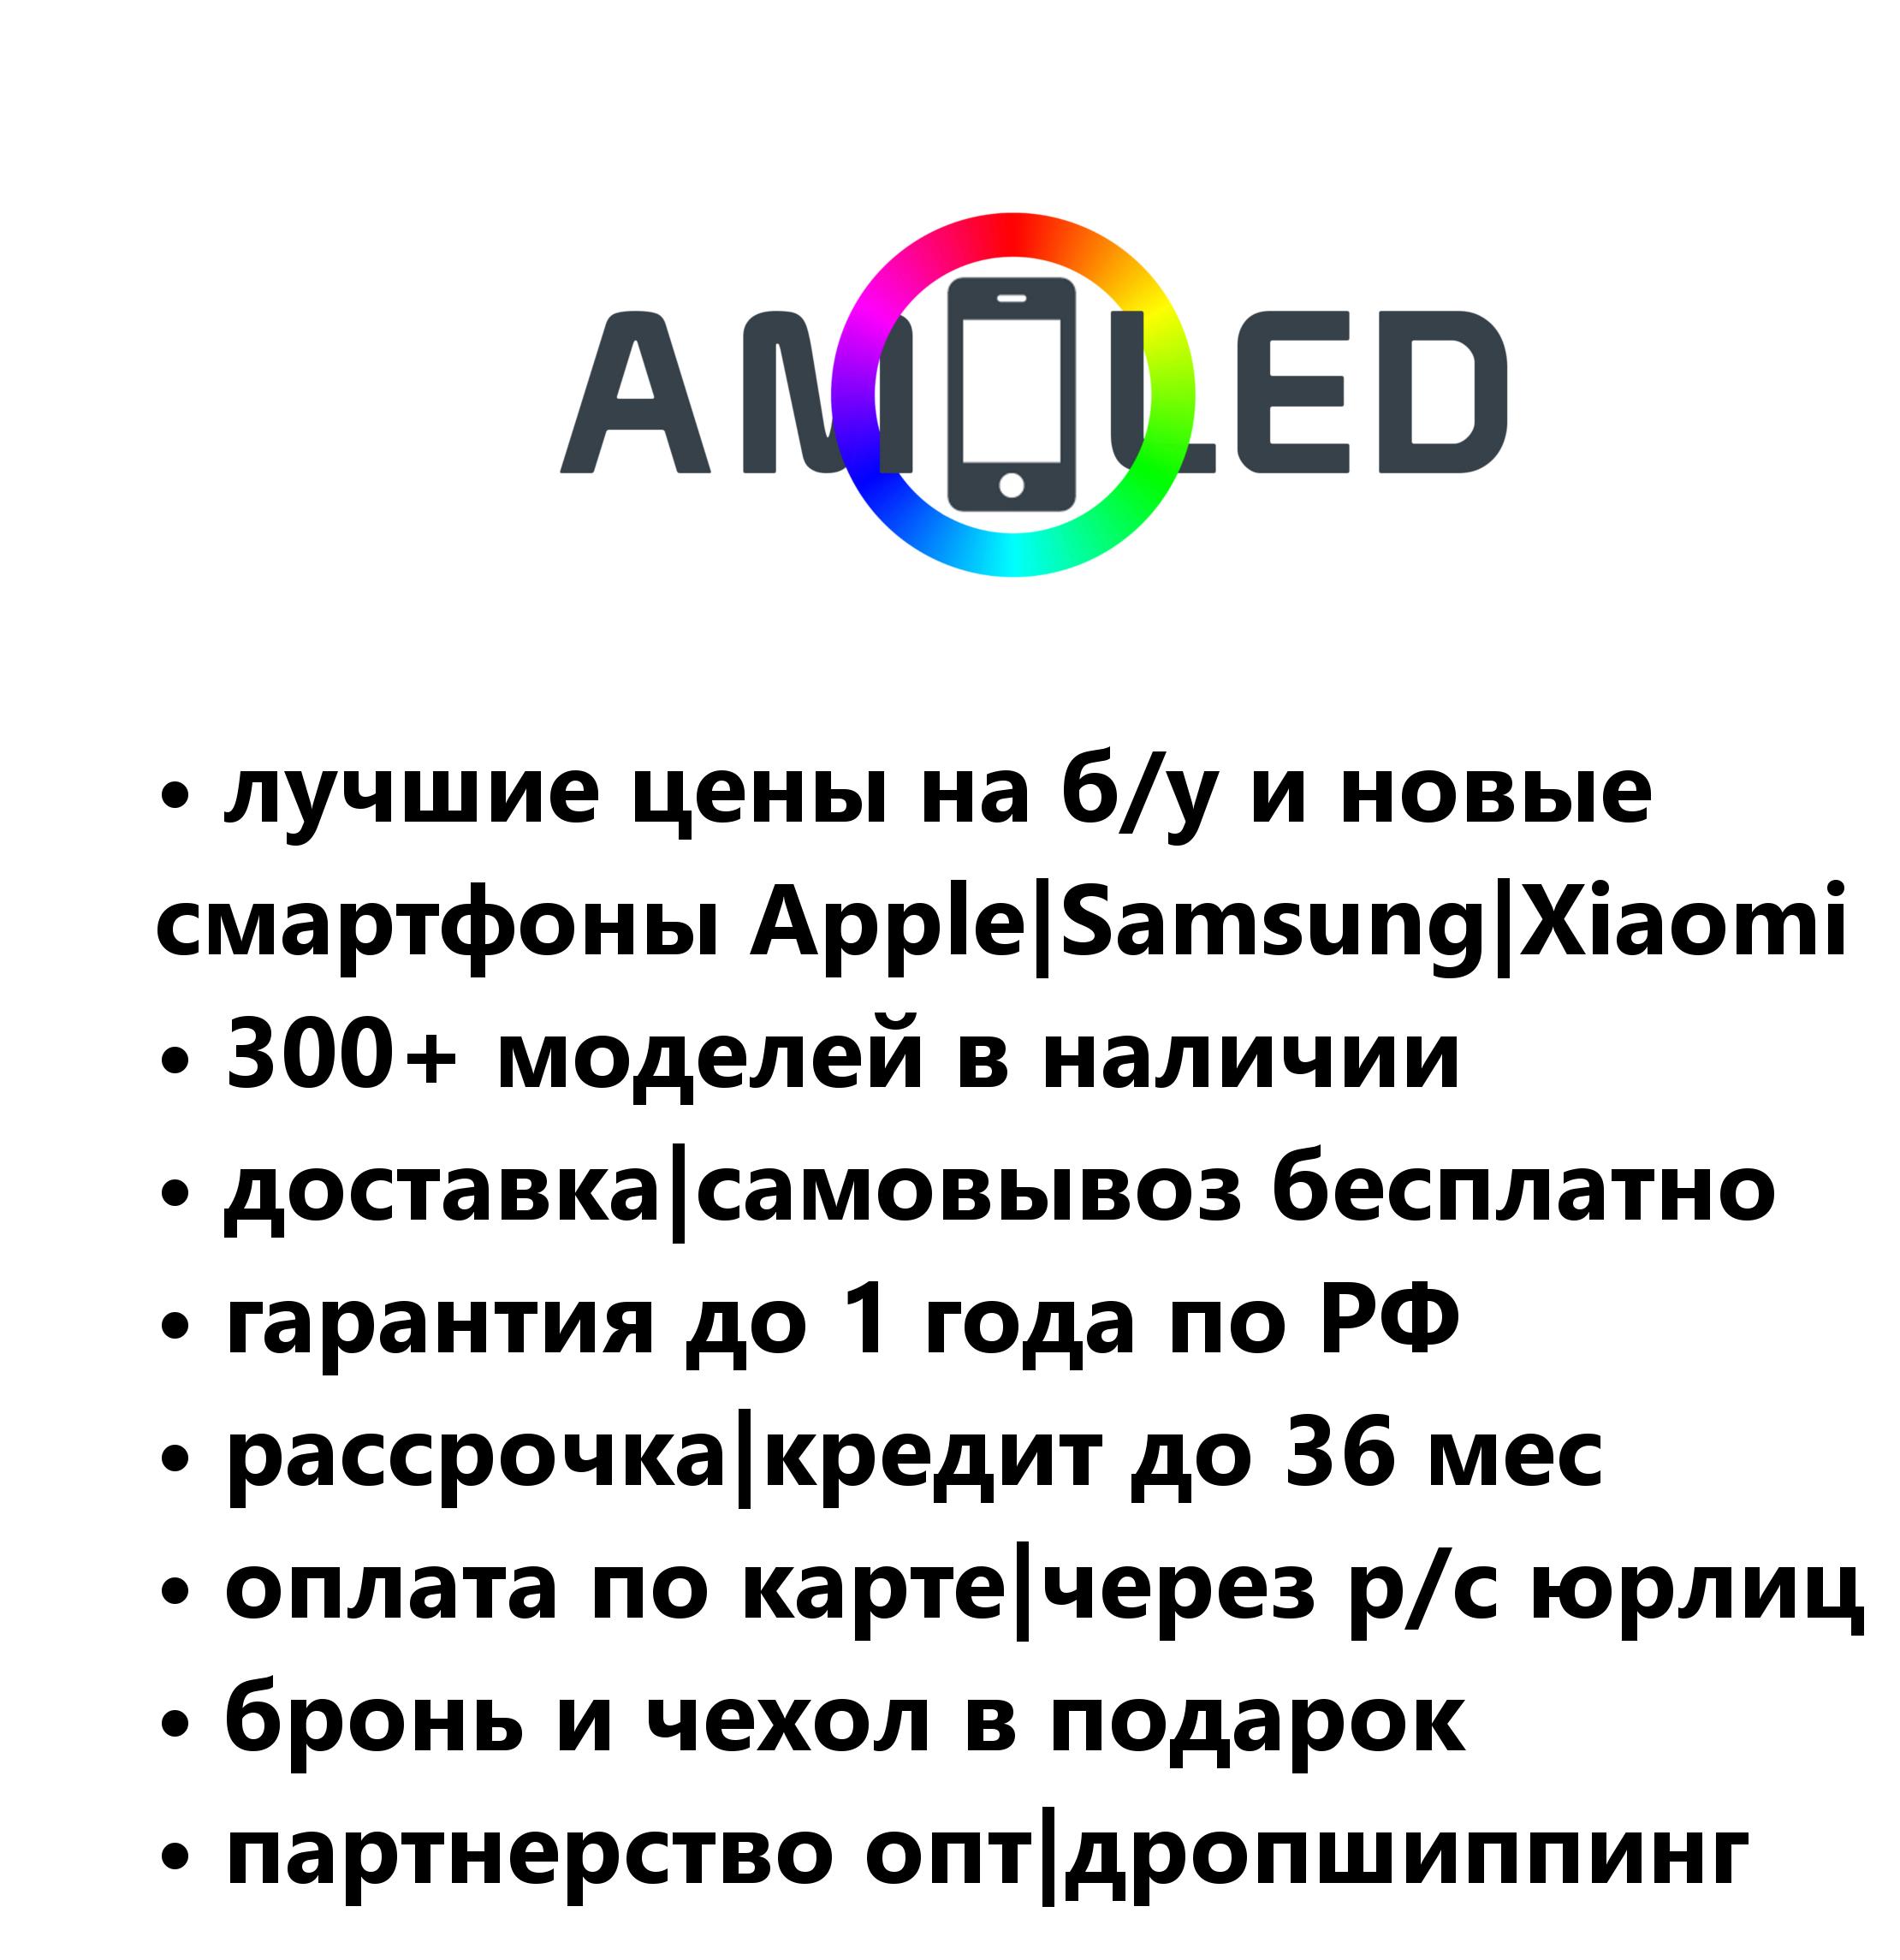 AMOLED
• лучшие цены на б/у и новые
смартфоны Apple|Samsung|Xiaomi
• 300+ моделей в наличии
• доставка|самовывоз бесплатно
• гарантия до 1 года по РФ
• рассрочка|кредит до 36 мес
• оплата по карте|через р/с юрлиц
• бронь и чехол в подарок
• партнерство опт|дропшиппинг